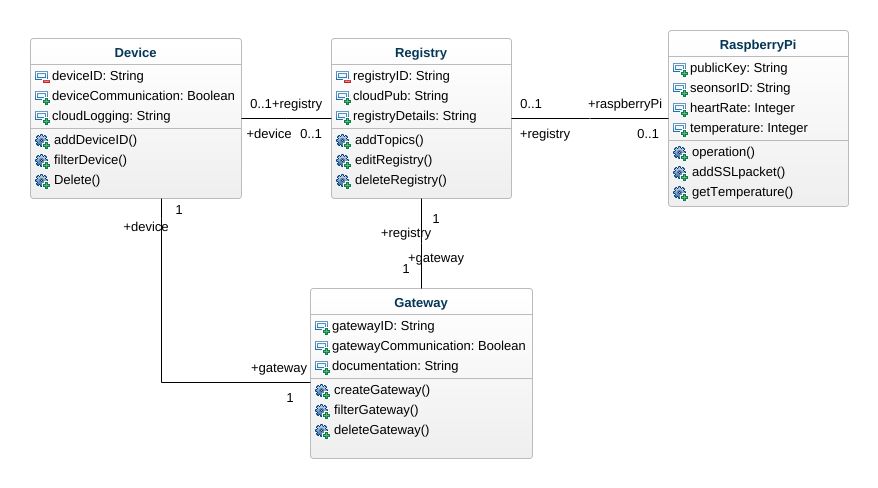 Device
deviceID: String
deviceCommunication: Boolean
cloudLogging: String
addDeviceID()
filterDevice()
Delete()
0..1+registry
+device 0..1
Registry
registryID: String
cloudPub: String
registryDetails: String
addTopics()
editRegistry()
deleteRegistry()
0..1 +raspberryPi
+registry 0..1
RaspberryPi
publicKey: String
seonsorID: String
heartRate: Integer
temperature: Integer
operation()
addSSLpacket()
getTemperature()
1
+device
1
+registry
+gateway
1
+gateway
1
Gateway
gatewayID: String
gatewayCommunication: Boolean
documentation: String
createGateway()
filterGateway()
deleteGateway()